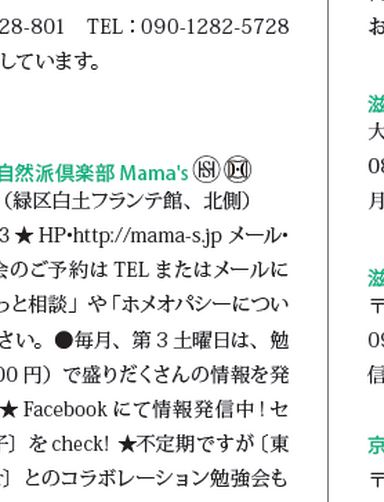 28-801　TEL：090-1282-5728
しています。
自然派倶楽部 Mama's
（緑区白土フランテ館、北側）
3 ★ HP･http://mama-s.jp メール･
会のご予約は TEL またはメールに
っと相談」や「ホメオパシーについ
さい。●毎月、第 3 土曜日は、勉
00 円）で盛りだくさんの情報を発
★ Facebook にて情報発信中 ! セ
子〕をcheck! ★不定期ですが〔東
〕とのコラボレーション勉強会も
お
滋
大
08
月
滋
〒
09
信
京
〒